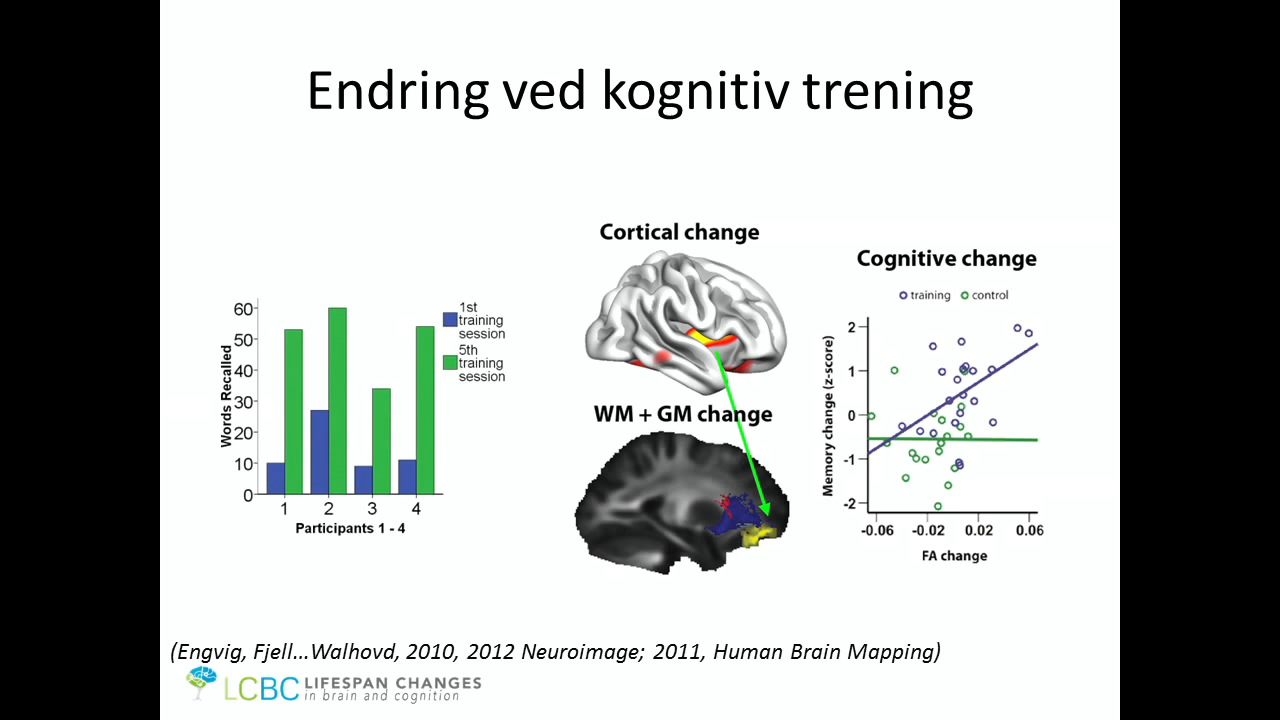 Endring ved kognitiv trening
60
50
40
30
20
10
0
Words Recalled
1 2 3 4
Participants 1 - 4
1st
training
session
5th
training
session
Cortical change
WM + GM change
Cognitive change
training control
2
1
0
-1
-2
Memory change (z-score)
-0.06 -0.02 0.02 0.06
FA change
(Engvig, Fjell...Walhovd, 2010, 2012 Neuroimage; 2011, Human Brain Mapping)
LCBC LIFESPAN CHANGES
in brain and cognition